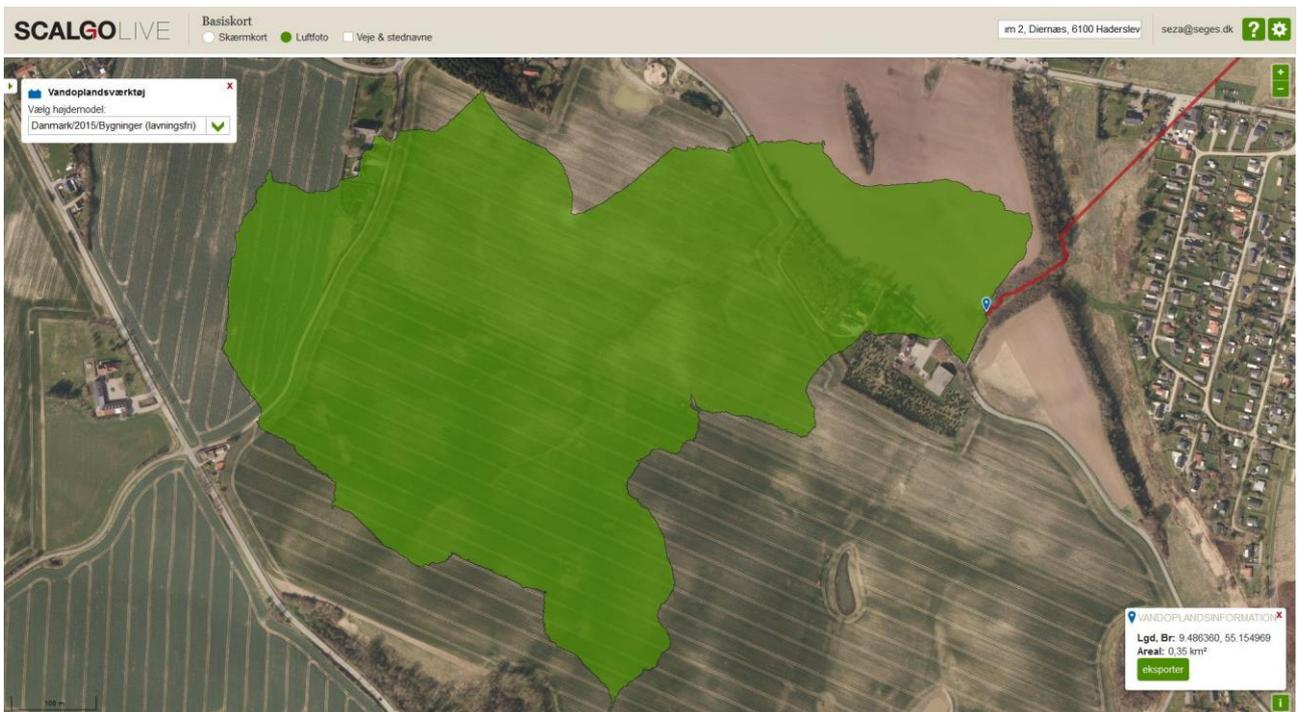 SCALGOLIVE
Basiskort
Skærmkort Luftfoto Veje & stednavne
ım 2, Diernæs, 6100 Haderslev
seza@seges.dk
?
Vandoplandsværktøj x
Vælg højdemodel:
Danmark/2015/Bygninger (lavningsfri)
+
−
VANDOPLANDSINFORMATION x
Lgd, Br: 9.486360, 55.154969
Areal: 0,35 km²
eksporter
100 m
i